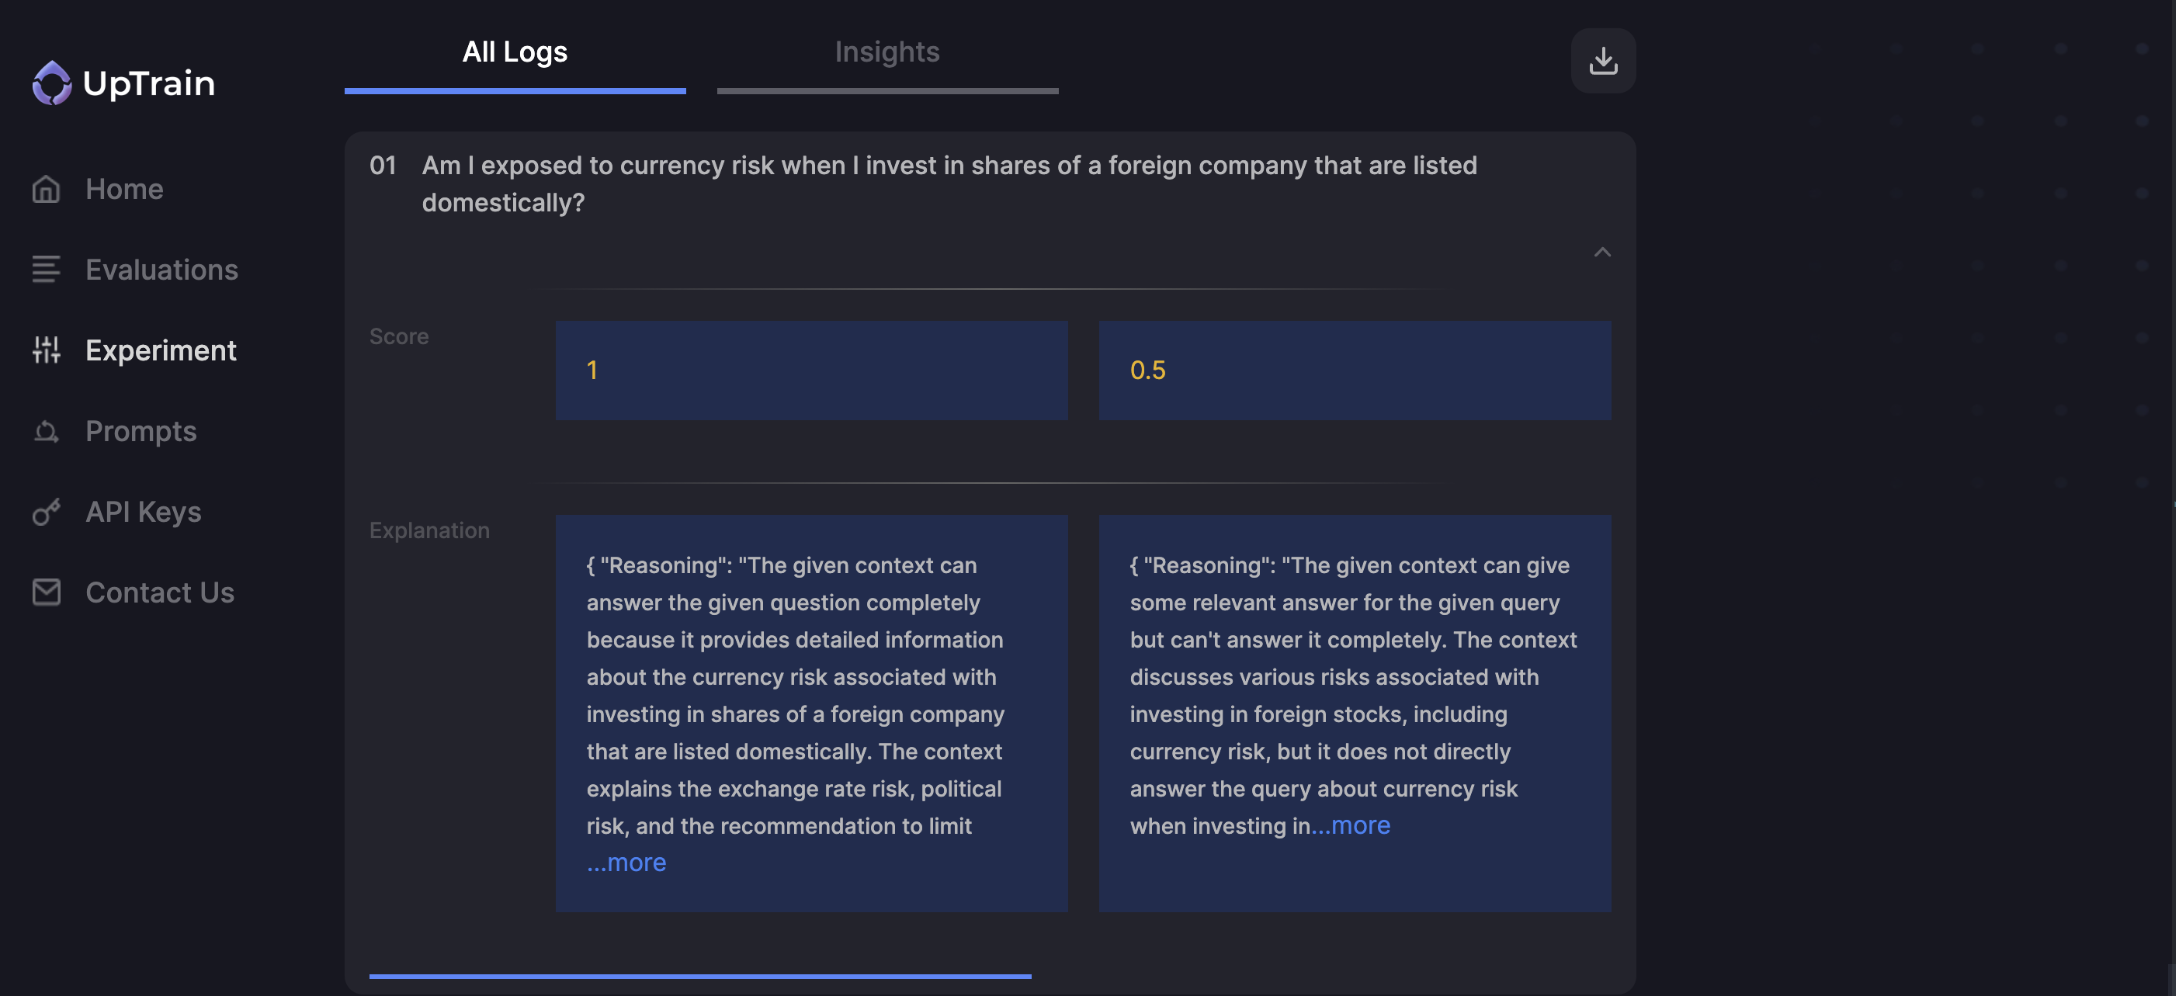 UpTrain
Home
Evaluations
Experiment
Prompts
API Keys
Contact Us
All Logs
Insights
01 Am I exposed to currency risk when I invest in shares of a foreign company that are listed
domestically?
Score
1
0.5
Explanation
{ "Reasoning": "The given context can
answer the given question completely
because it provides detailed information
about the currency risk associated with
investing in shares of a foreign company
that are listed domestically. The context
explains the exchange rate risk, political
risk, and the recommendation to limit
...more
{ "Reasoning": "The given context can give
some relevant answer for the given query
but can't answer it completely. The context
discusses various risks associated with
investing in foreign stocks, including
currency risk, but it does not directly
answer the query about currency risk
when investing in...more